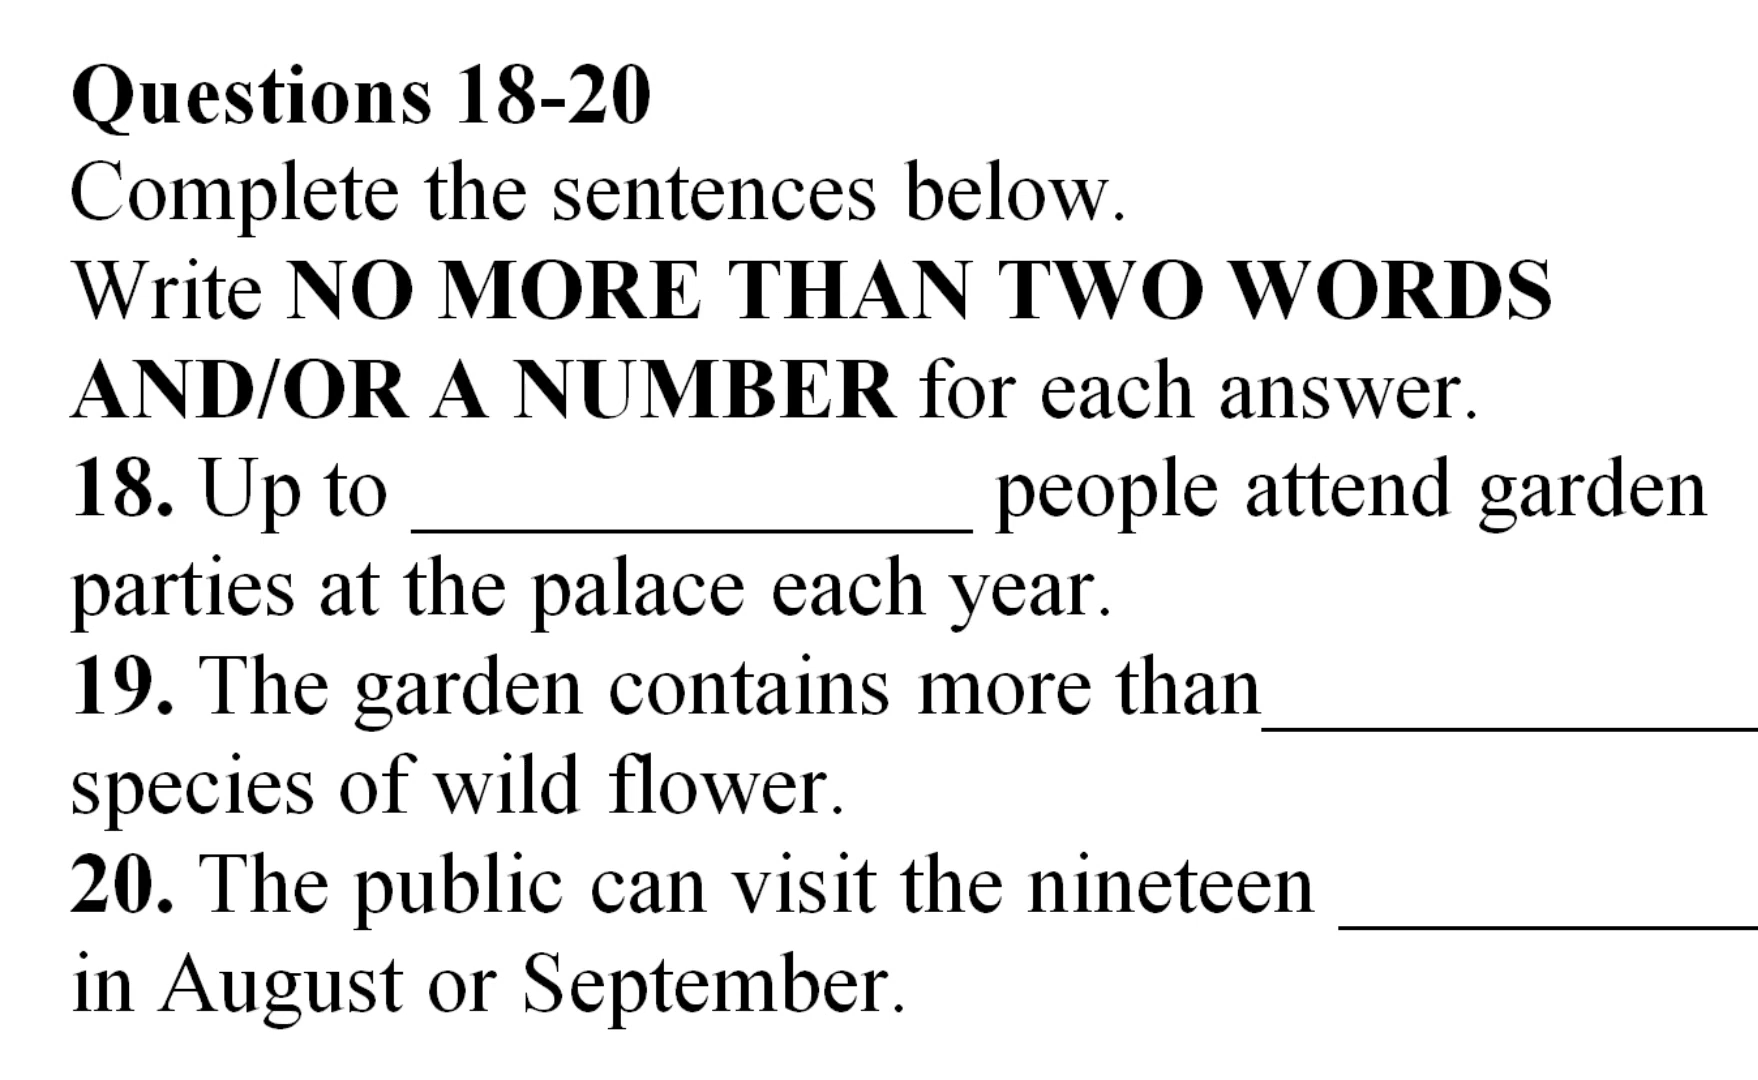 Questions 18-20
Complete the sentences below.
Write NO MORE THAN TWO WORDS
AND/OR A NUMBER for each answer.
18. Up to ______________ people attend garden
parties at the palace each year.
19. The garden contains more than____________
species of wild flower.
20. The public can visit the nineteen __________
in August or September.